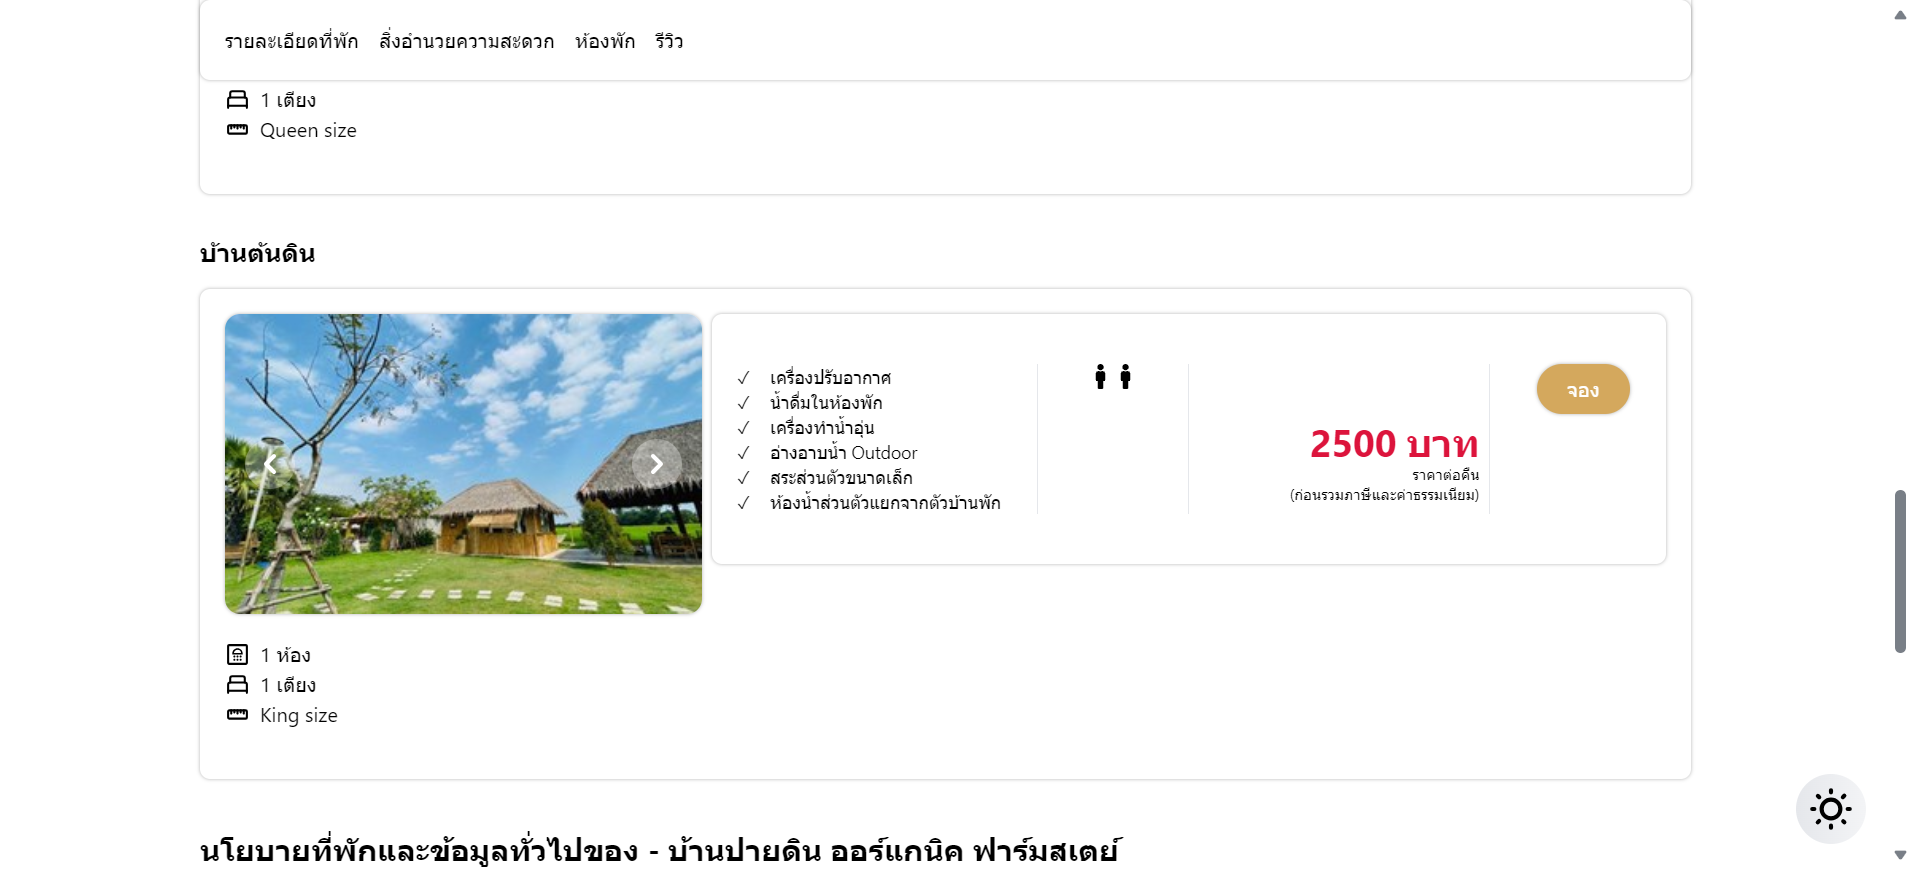 รายละเอียดที่พัก สิ่งอำนวยความสะดวก ห้องพัก รีวิว
1 เตียง
Queen size
บ้านต้นดิน
✓ เครื่องปรับอากาศ
✓ น้ำดื่มในห้องพัก
✓ เครื่องทำน้ำอุ่น
✓ อ่างอาบน้ำ Outdoor
✓ สระส่วนตัวขนาดเล็ก
✓ ห้องน้ำส่วนตัวแยกจากตัวบ้านพัก
2500 บาท
ราคาต่อคืน
(ก่อนรวมภาษีและค่าธรรมเนียม)
จอง
1 ห้อง
1 เตียง
King size
นโยบายที่พักและข้อมูลทั่วไปของ - บ้านปายดิน ออร์แกนิค ฟาร์มสเตย์